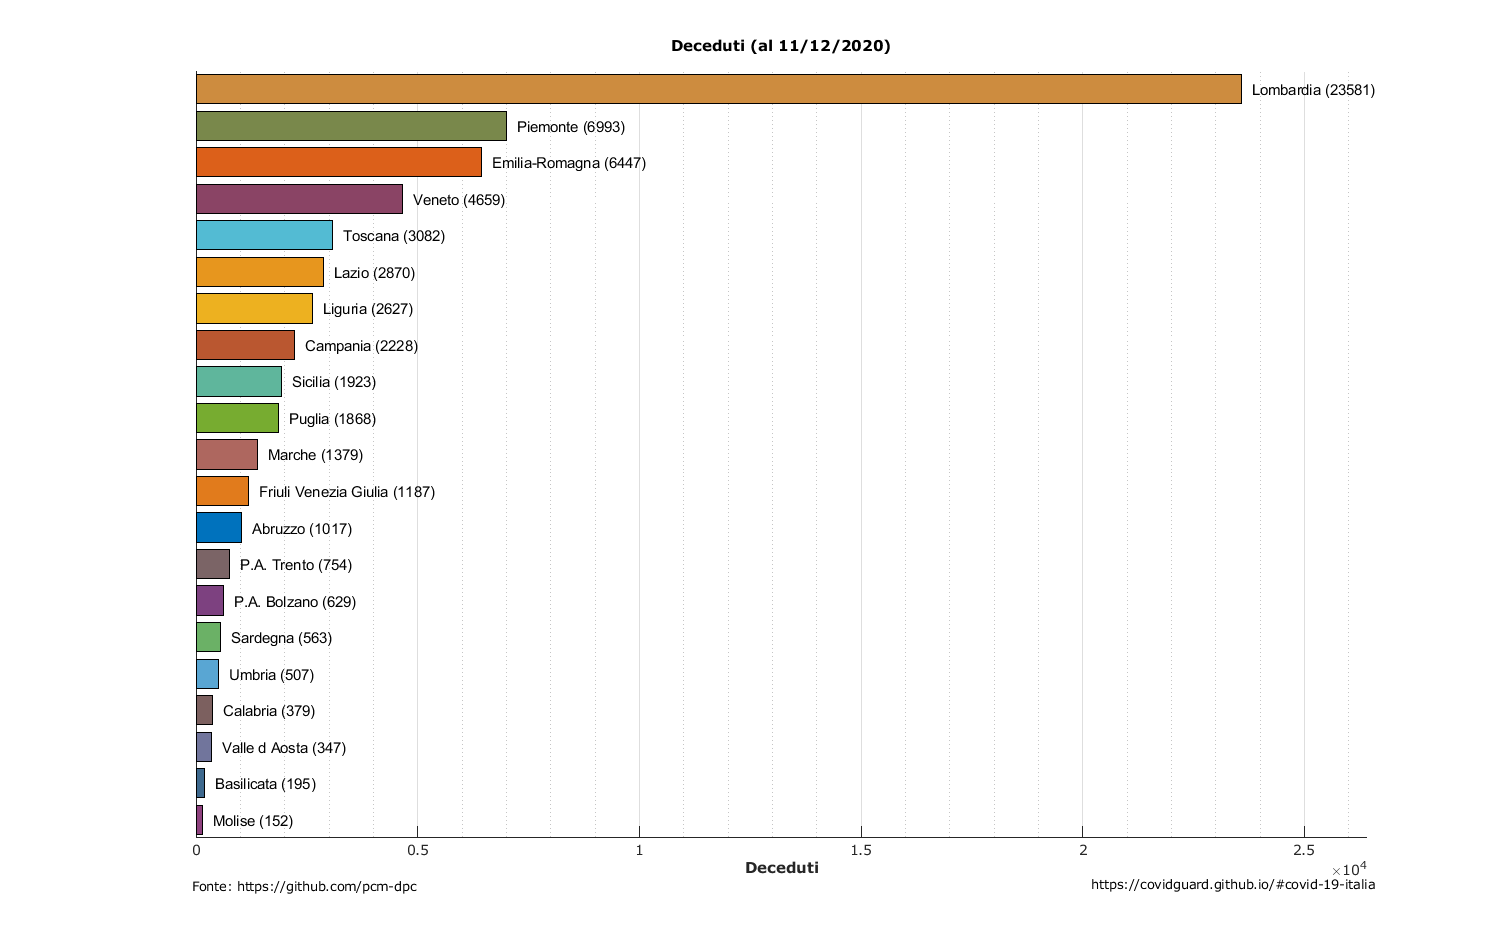 Deceduti (al 11/12/2020)
Lombardia (23581)
Piemonte (6993)
Emilia-Romagna (6447)
Veneto (4659)
Toscana (3082)
Lazio (2870)
Liguria (2627)
Campania (2228)
Sicilia (1923)
Puglia (1868)
Marche (1379)
Friuli Venezia Giulia (1187)
Abruzzo (1017)
P.A. Trento (754)
P.A. Bolzano (629)
Sardegna (563)
Umbria (507)
Calabria (379)
Valle d Aosta (347)
Basilicata (195)
Molise (152)
0 0.5 1 1.5 2 2.5
×10⁴
Deceduti
Fonte: https://github.com/pcm-dpc
https://covidguard.github.io/#covid-19-italia